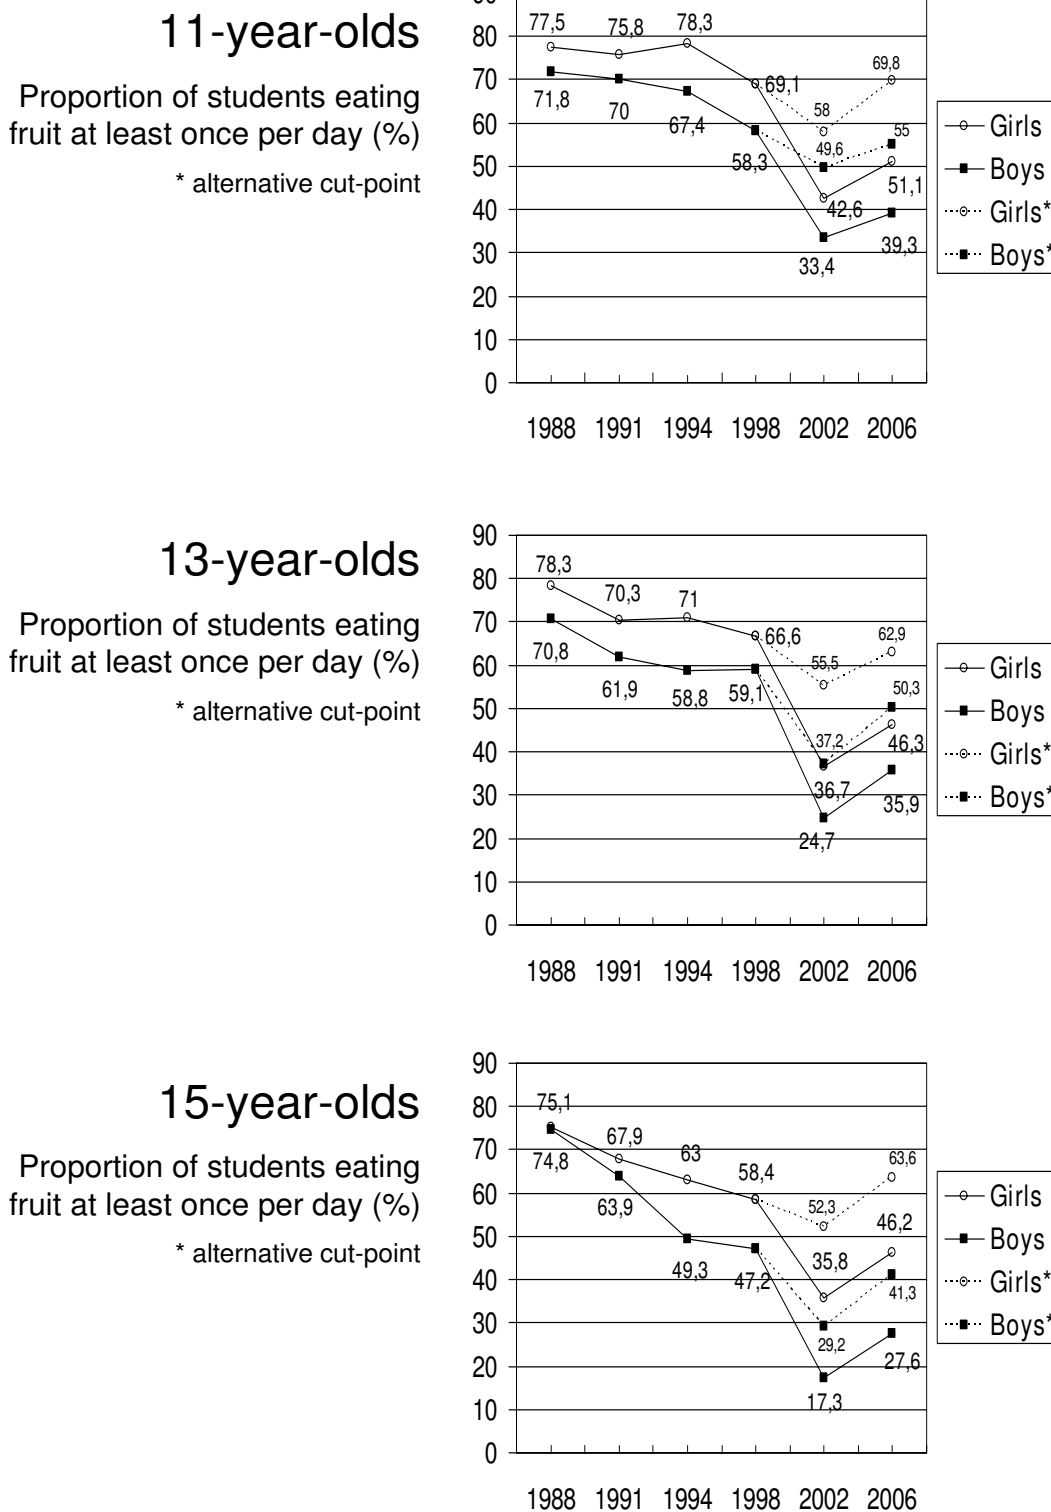 11-year-olds
Proportion of students eating
fruit at least once per day (%)
* alternative cut-point
90
80
70
60
50
40
30
20
10
0
77,5
75,8
78,3
69,1
69,8
58
71,8
70
67,4
58,3
49,6
55
51,1
42,6
39,3
33,4
1988 1991 1994 1998 2002 2006
Girls
Boys
Girls*
Boys*
13-year-olds
Proportion of students eating
fruit at least once per day (%)
* alternative cut-point
90
80
70
60
50
40
30
20
10
0
78,3
70,3
71
66,6
62,9
55,5
70,8
61,9
58,8
59,1
50,3
37,2
46,3
36,7
35,9
24,7
1988 1991 1994 1998 2002 2006
Girls
Boys
Girls*
Boys*
15-year-olds
Proportion of students eating
fruit at least once per day (%)
* alternative cut-point
90
80
70
60
50
40
30
20
10
0
75,1
67,9
63
58,4
63,6
52,3
46,2
74,8
63,9
49,3
47,2
35,8
41,3
29,2
27,6
17,3
1988 1991 1994 1998 2002 2006
Girls
Boys
Girls*
Boys*